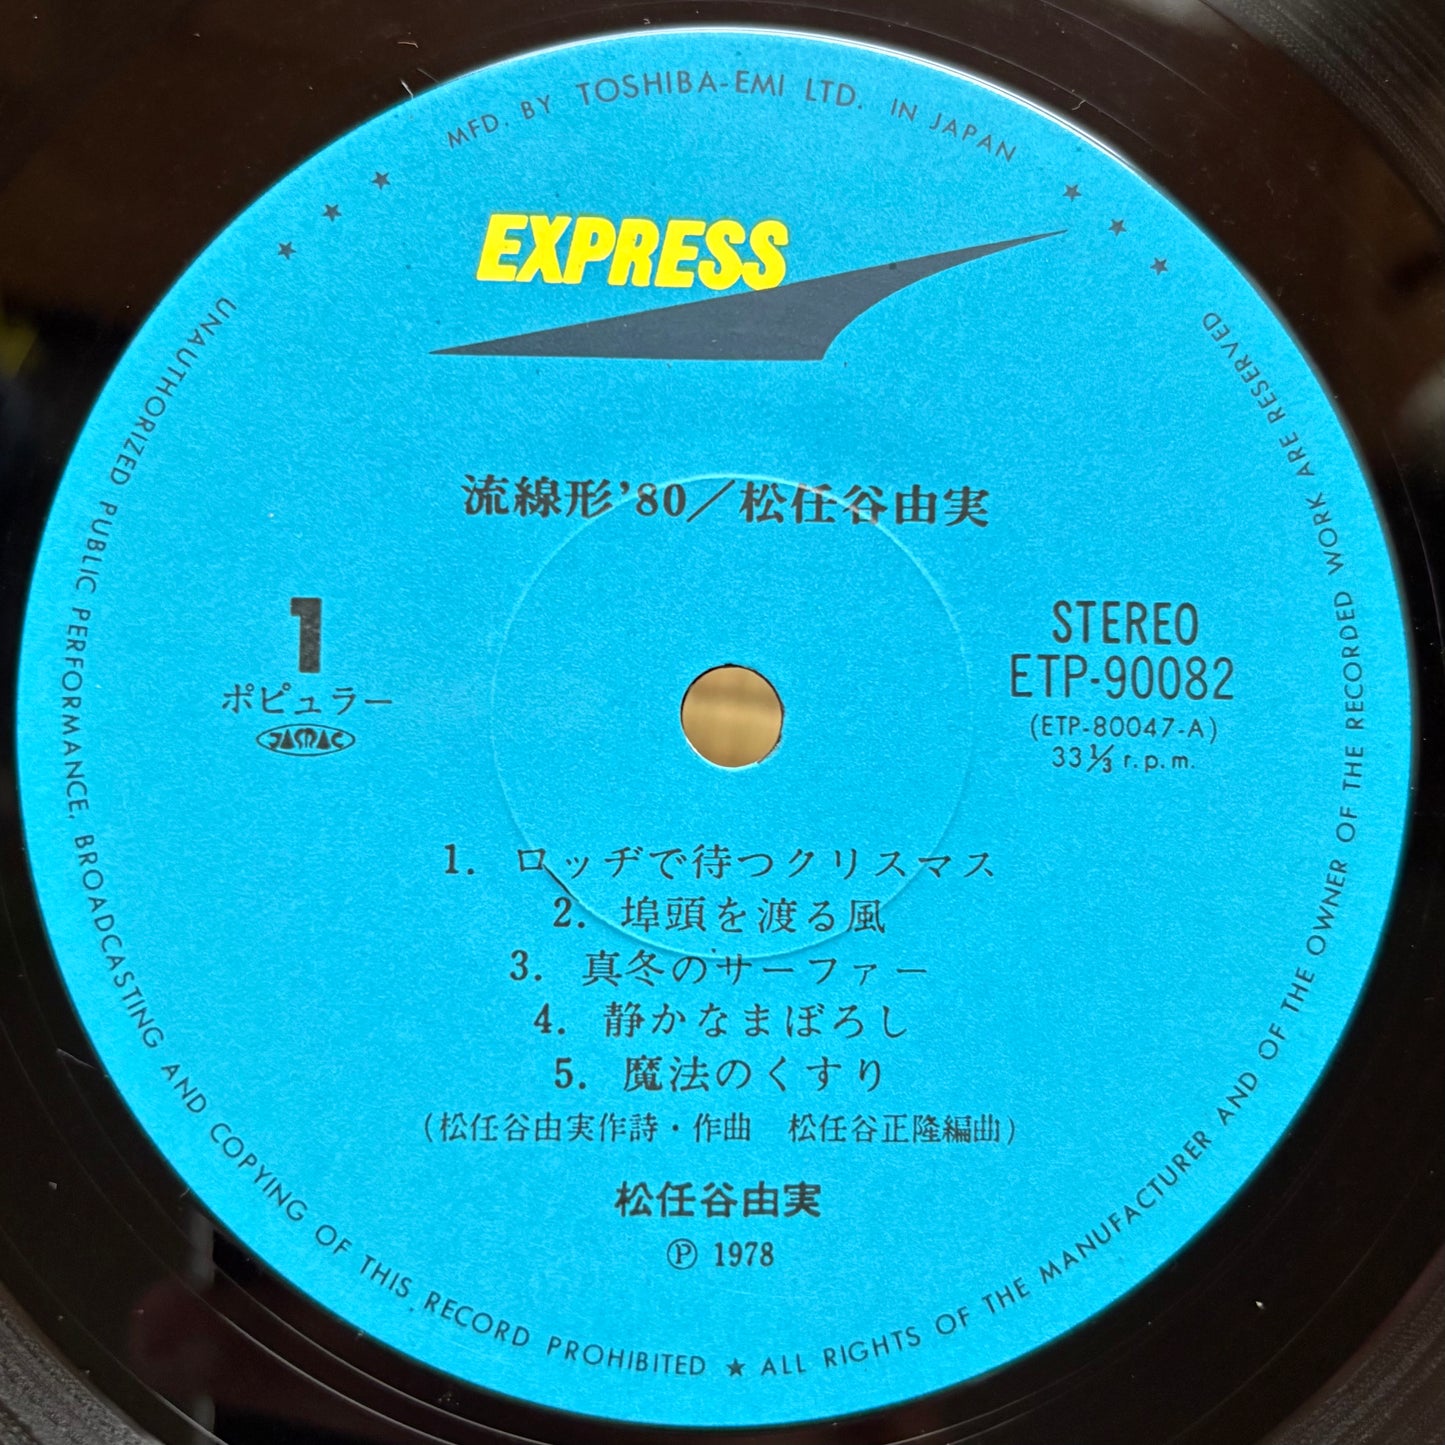 MFD. BY TOSHIBA-EMI LTD. IN JAPAN
EXPRESS
流線形'80／松任谷由実
1
ポピュラー
JASRAC
STEREO
ETP-90082
(ETP-80047-A)
33 1/3 r.p.m.
1. ロッヂで待つクリスマス
2. 埠頭を渡る風
3. 真冬のサーファー
4. 静かなまぼろし
5. 魔法のくすり
(松任谷由実作詩・作曲　松任谷正隆編曲)
松任谷由実
Ⓟ 1978
UNAUTHORIZED PUBLIC PERFORMANCE, BROADCASTING AND COPYING OF THIS RECORD PROHIBITED ★ ALL RIGHTS OF THE MANUFACTURER AND OF THE OWNER OF THE RECORDED WORK ARE RESERVED